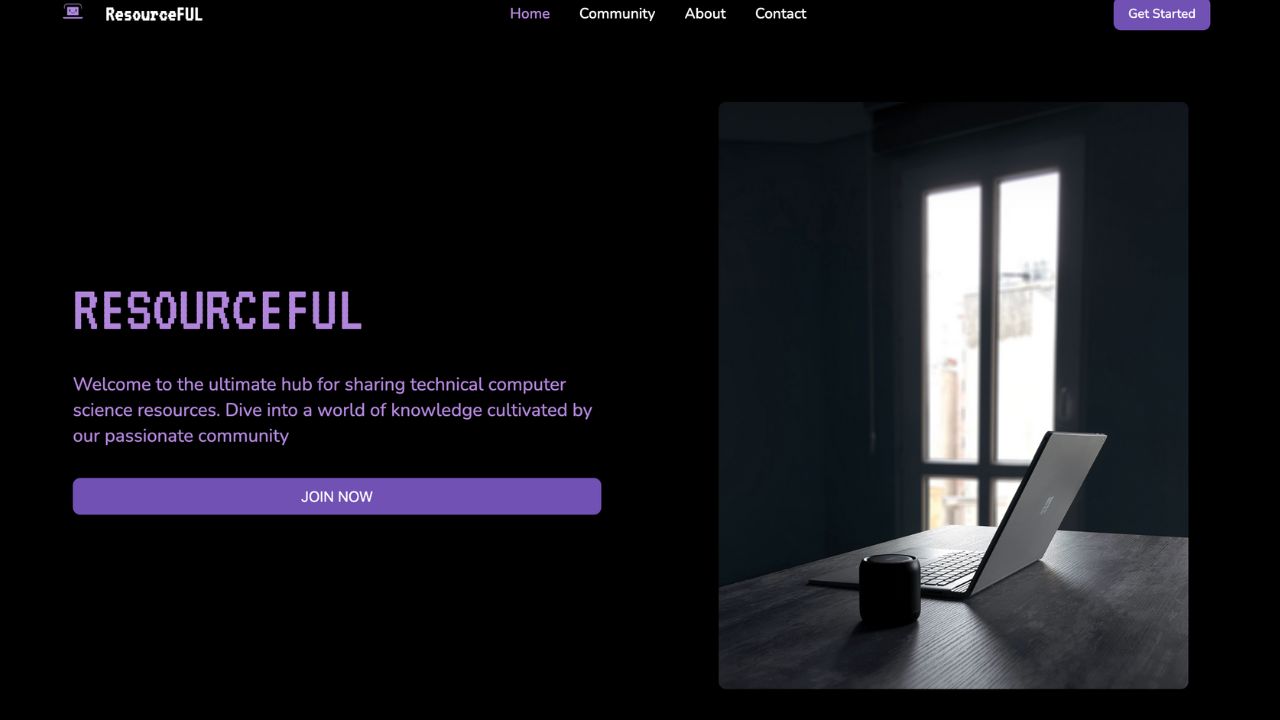 ResourceFUL
Home Community About Contact
Get Started
RESOURCEFUL
Welcome to the ultimate hub for sharing technical computer
science resources. Dive into a world of knowledge cultivated by
our passionate community
JOIN NOW